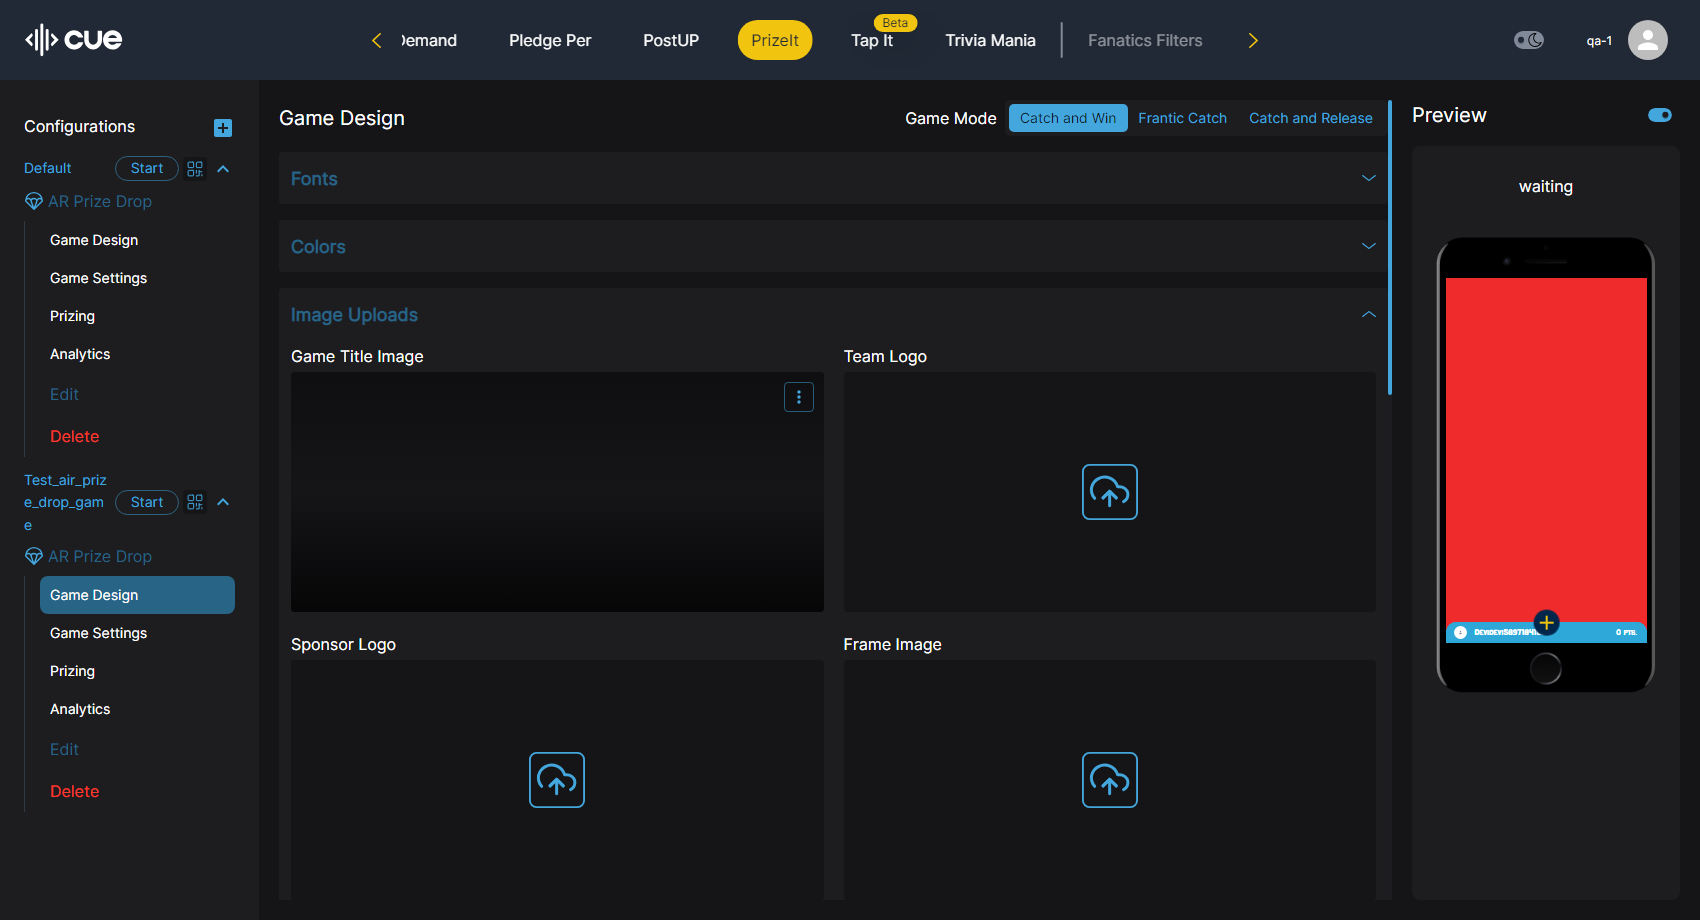 cue
Demand
Pledge Per
PostUP
PrizeIt
Beta
Tap It
Trivia Mania
Fanatics Filters
qa-1
Configurations
Default
Start
AR Prize Drop
Game Design
Game Settings
Prizing
Analytics
Edit
Delete
Test_air_priz
e_drop_gam
e
Start
AR Prize Drop
Game Design
Game Settings
Prizing
Analytics
Edit
Delete
Game Design
Game Mode
Catch and Win
Frantic Catch
Catch and Release
Fonts
Colors
Image Uploads
Game Title Image
Team Logo
Sponsor Logo
Frame Image
Preview
waiting
0 PTS.